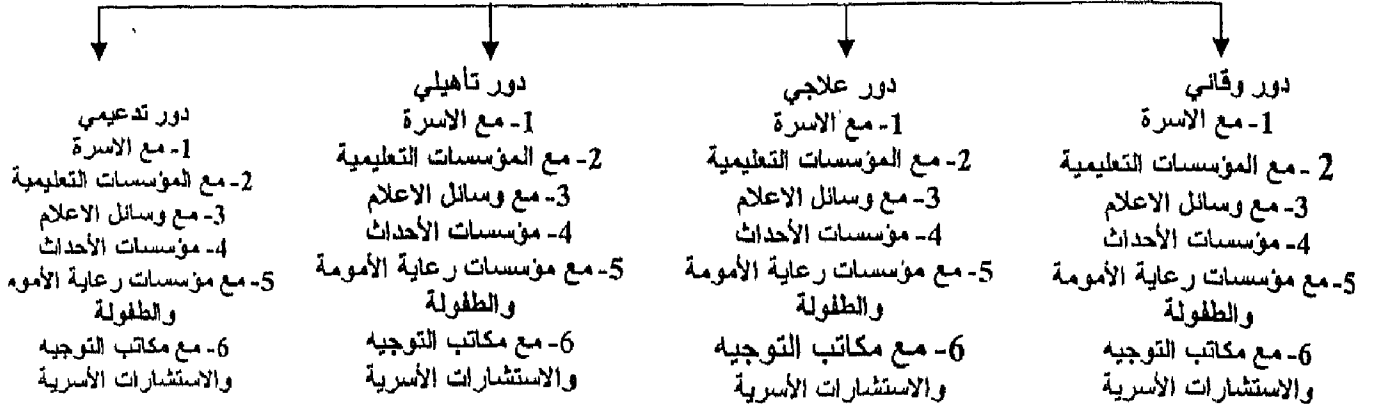 دور وقائي
1- مع الاسرة
2 - مع المؤسسات التعليمية
3- مع وسائل الاعلام
4- مؤسسات الأحداث
5- مع مؤسسات رعاية الأمومة
والطفولة
6- مع مكاتب التوجيه
والاستشارات الأسرية
دور علاجي
1- مع الاسرة
2- مع المؤسسات التعليمية
3- مع وسائل الاعلام
4- مؤسسات الأحداث
5- مع مؤسسات رعاية الأمومة
والطفولة
6- مع مكاتب التوجيه
والاستشارات الأسرية
دور تأهيلي
1- مع الاسرة
2- مع المؤسسات التعليمية
3- مع وسائل الاعلام
4- مؤسسات الأحداث
5- مع مؤسسات رعاية الأمومة
والطفولة
6- مع مكاتب التوجيه
والاستشارات الأسرية
دور تدعيمي
1- مع الاسرة
2- مع المؤسسات التعليمية
3- مع وسائل الاعلام
4- مؤسسات الأحداث
5- مع مؤسسات رعاية الأموم
والطفولة
6- مع مكاتب التوجيه
والاستشارات الأسرية